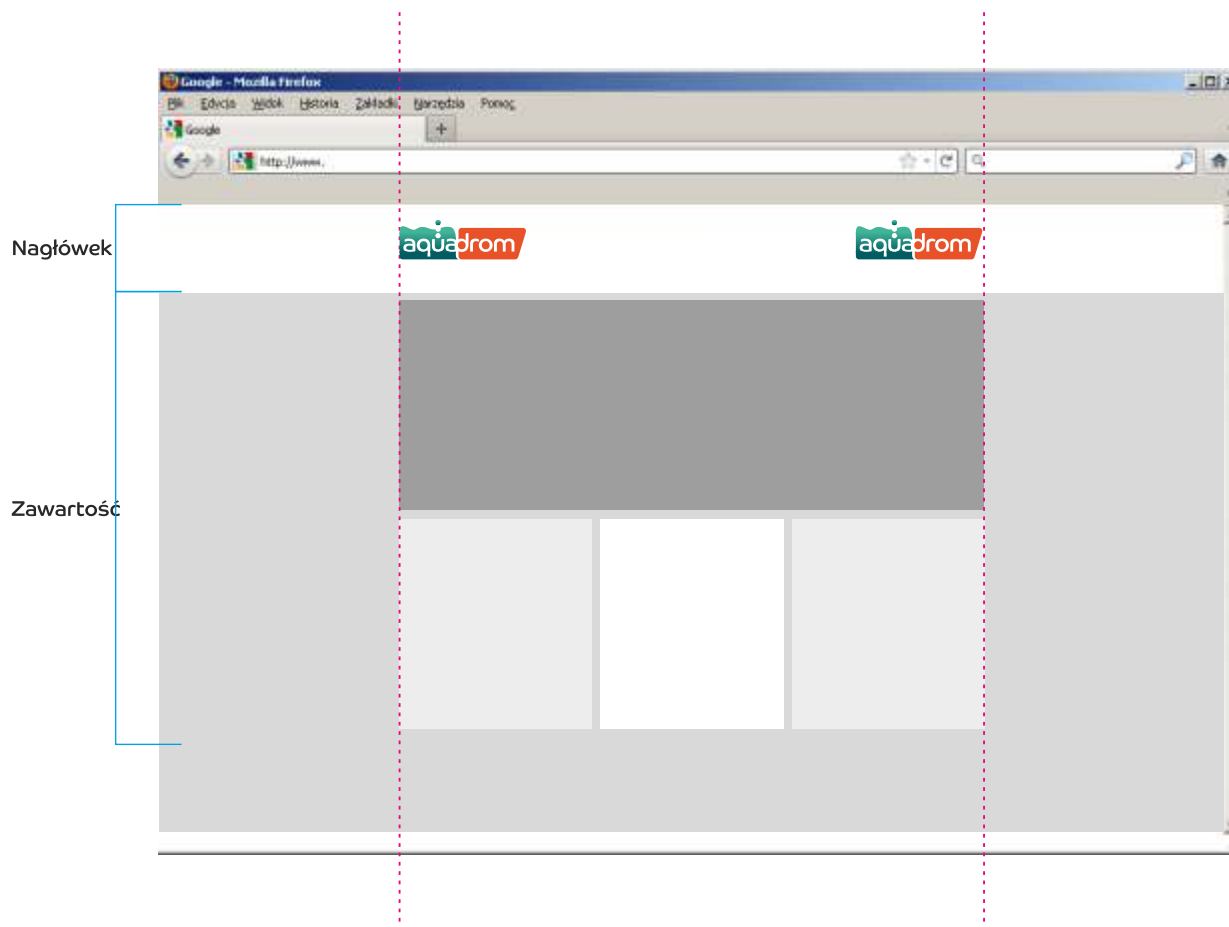 Google - Mozilla Firefox
Plik Edycja Widok Historia Zakładki Narzędzia Pomoc
Google
http://www.
Nagłówek
aquadrom aquadrom
Zawartość